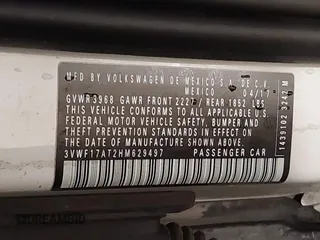 MFD BY VOLKSWAGEN DE MEXICO S.A. DE C.V.
MEXICO 04/17
GVWR 3968 GAWR FRONT 2227 / REAR 1852 LBS
THIS VEHICLE CONFORMS TO ALL APPLICABLE U.S.
FEDERAL MOTOR VEHICLE SAFETY, BUMPER AND
THEFT PREVENTION STANDARDS IN EFFECT ON
THE DATE OF MANUFACTURE SHOWN ABOVE.
3VWF17AT2HM629497 PASSENGER CAR
1439102 3242 M